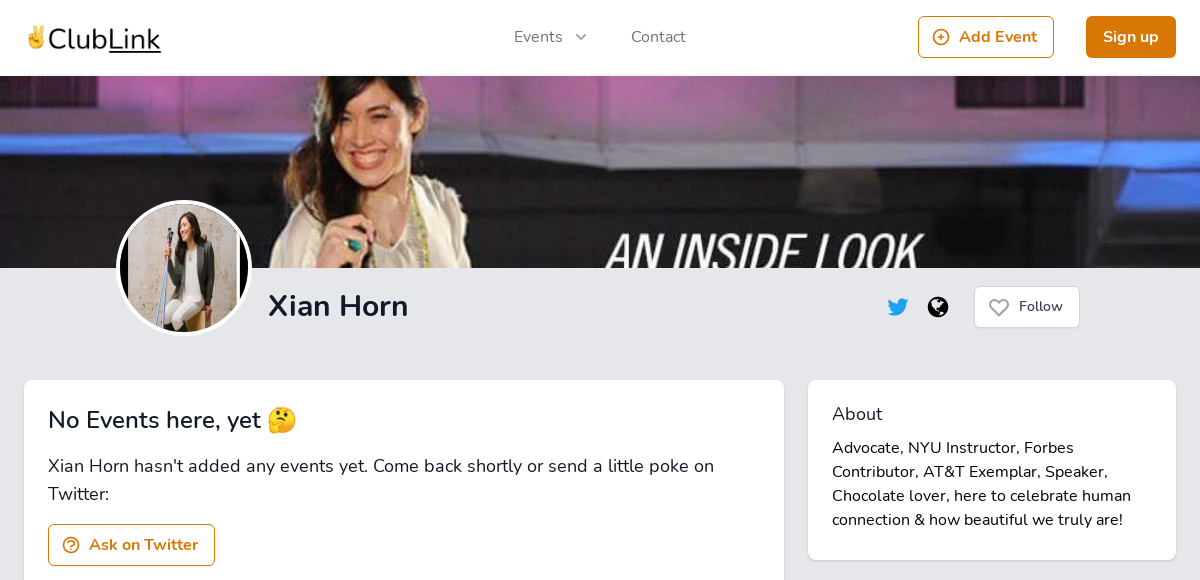 ✌️ClubLink
Events
Contact
Add Event
Sign up
AN INSIDE LOOK
Xian Horn
Follow
No Events here, yet 🤔
Xian Horn hasn't added any events yet. Come back shortly or send a little poke on
Twitter:
Ask on Twitter
About
Advocate, NYU Instructor, Forbes
Contributor, AT&T Exemplar, Speaker,
Chocolate lover, here to celebrate human
connection & how beautiful we truly are!